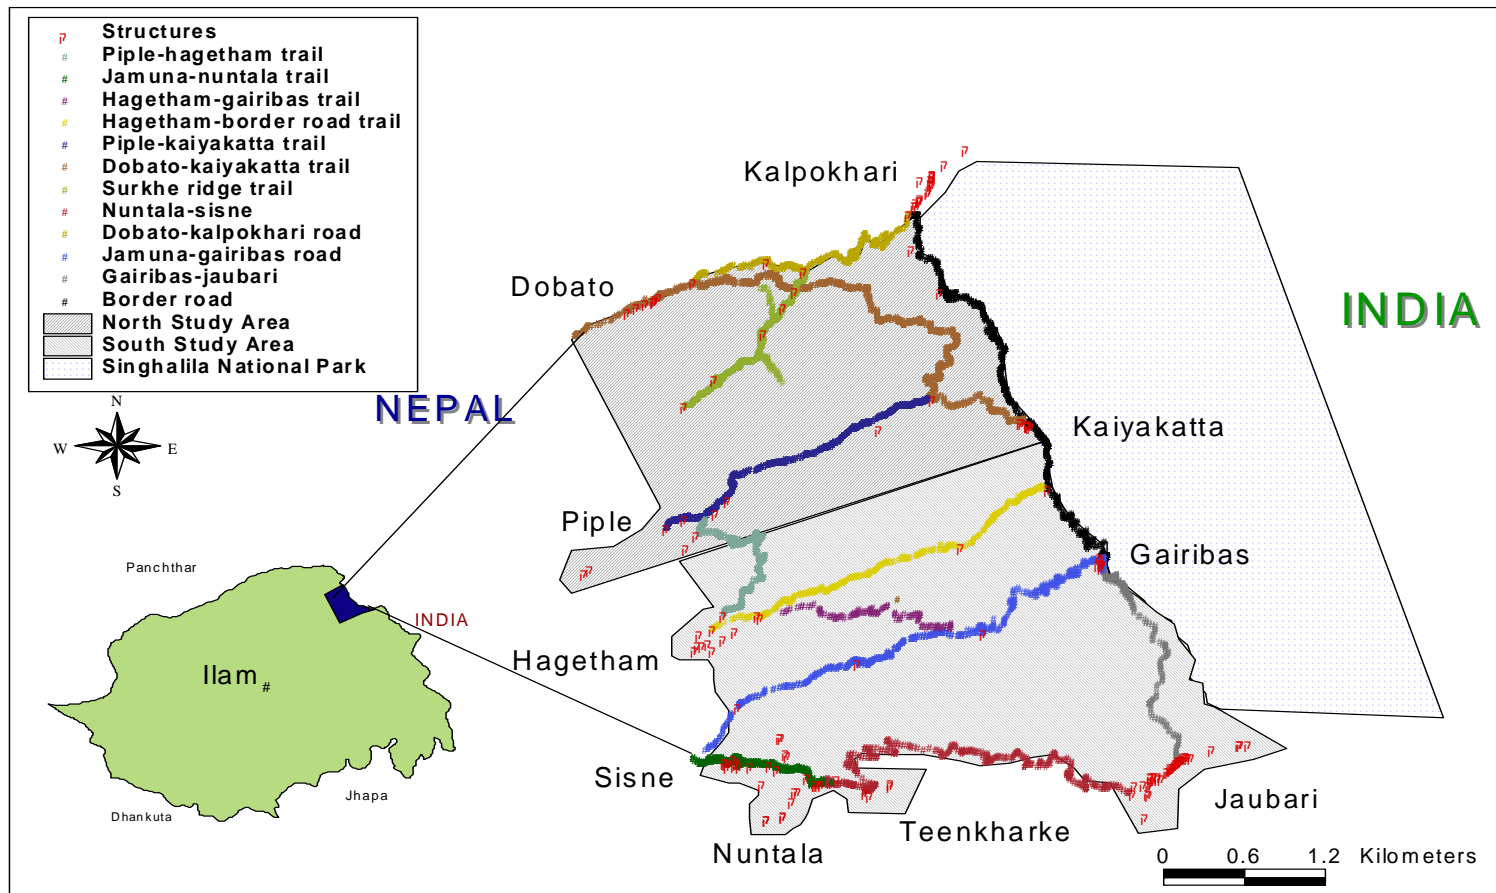 Structures
Piple-hagetham trail
Jamuna-nuntala trail
Hagetham-gairibas trail
Hagetham-border road trail
Piple-kaiyakatta trail
Dobato-kaiyakatta trail
Surkhe ridge trail
Nuntala-sisne
Dobato-kalpokhari road
Jamuna-gairibas road
Gairibas-jaubari
Border road
North Study Area
South Study Area
Singhalila National Park
Kalpokhari
Dobato
INDIA
NEPAL
Kaiyakatta
N
W E
S
Piple
Gairibas
Panchthar
INDIA
Hagetham
Ilam
Sisne
Jaubari
Jhapa
Dhankuta
Teenkharke
Nuntala
0 0.6 1.2 Kilometers